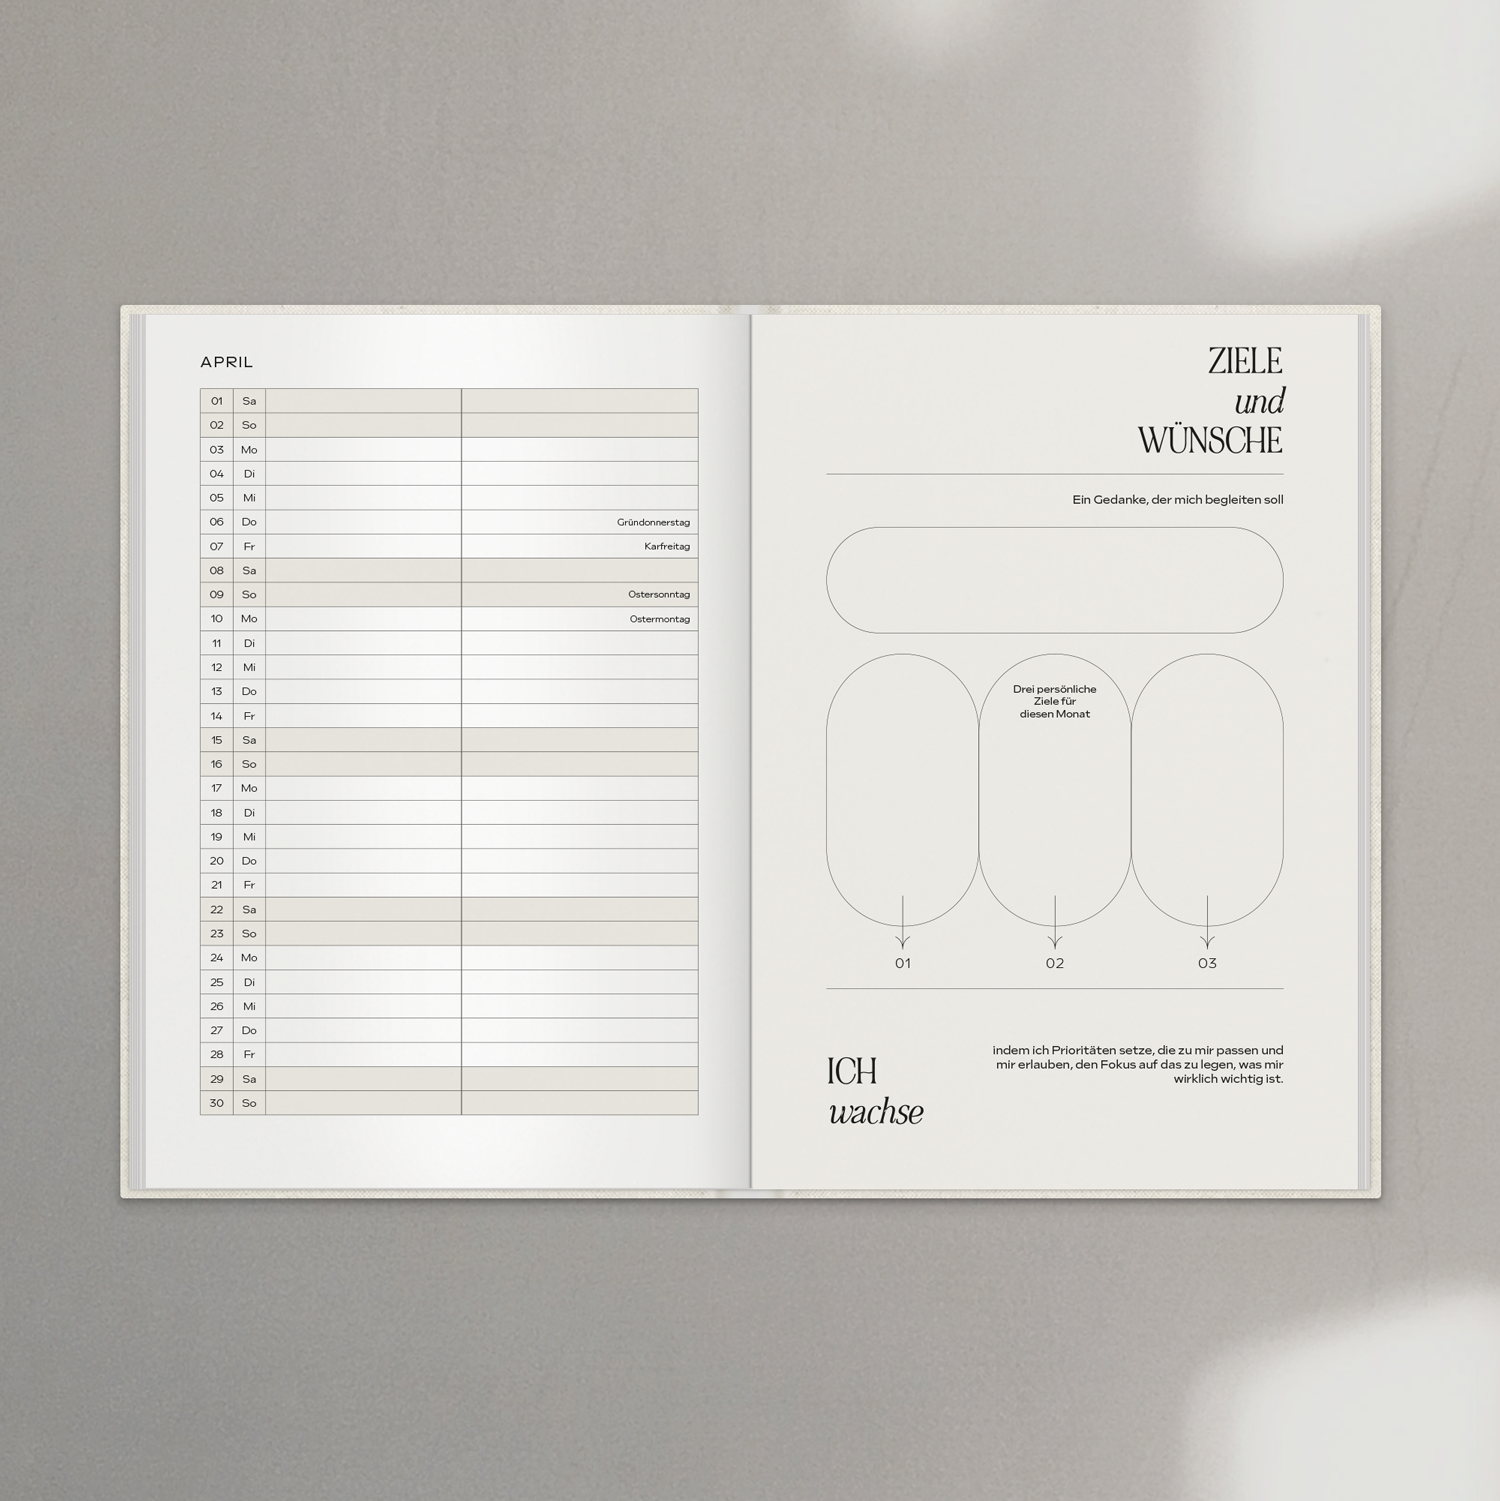 APRIL
01 Sa
02 So
03 Mo
04 Di
05 Mi
06 Do Gründonnerstag
07 Fr Karfreitag
08 Sa
09 So Ostersonntag
10 Mo Ostermontag
11 Di
12 Mi
13 Do
14 Fr
15 Sa
16 So
17 Mo
18 Di
19 Mi
20 Do
21 Fr
22 Sa
23 So
24 Mo
25 Di
26 Mi
27 Do
28 Fr
29 Sa
30 So
ZIELE
und
WÜNSCHE
Ein Gedanke, der mich begleiten soll
Drei persönliche
Ziele für
diesen Monat
01 02 03
ICH
wachse
indem ich Prioritäten setze, die zu mir passen und
mir erlauben, den Fokus auf das zu legen, was mir
wirklich wichtig ist.